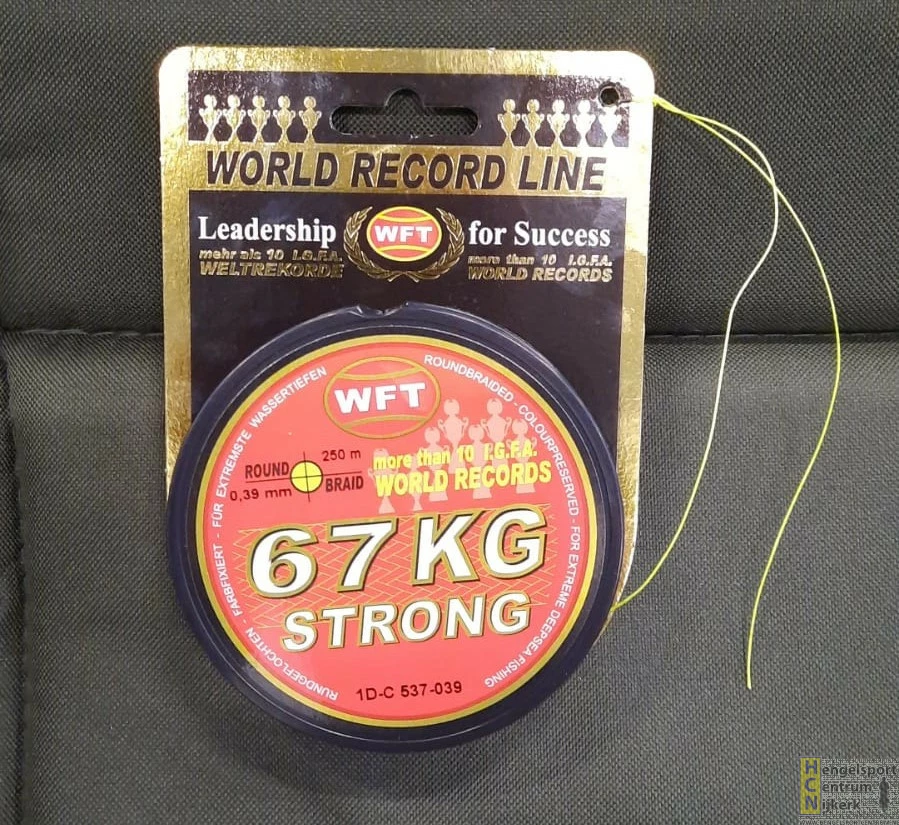 WORLD RECORD LINE
Leadership WFT for Success
mehr als 10 I.G.F.A. more than 10 I.G.F.A.
WELTREKORDE WORLD RECORDS
WFT
RUNDGEFLOCHTEN - FARBFIXIERT - FÜR EXTREMSTE WASSERTIEFEN
ROUNDBRAIDED - COLOURPRESERVED - FOR EXTREME DEEPSEA FISHING
ROUND 250 m
0,39 mm BRAID
more than 10 I.G.F.A.
WORLD RECORDS
67 KG
STRONG
1D-C 537-039
Hengelsport
Centrum
Nijkerk